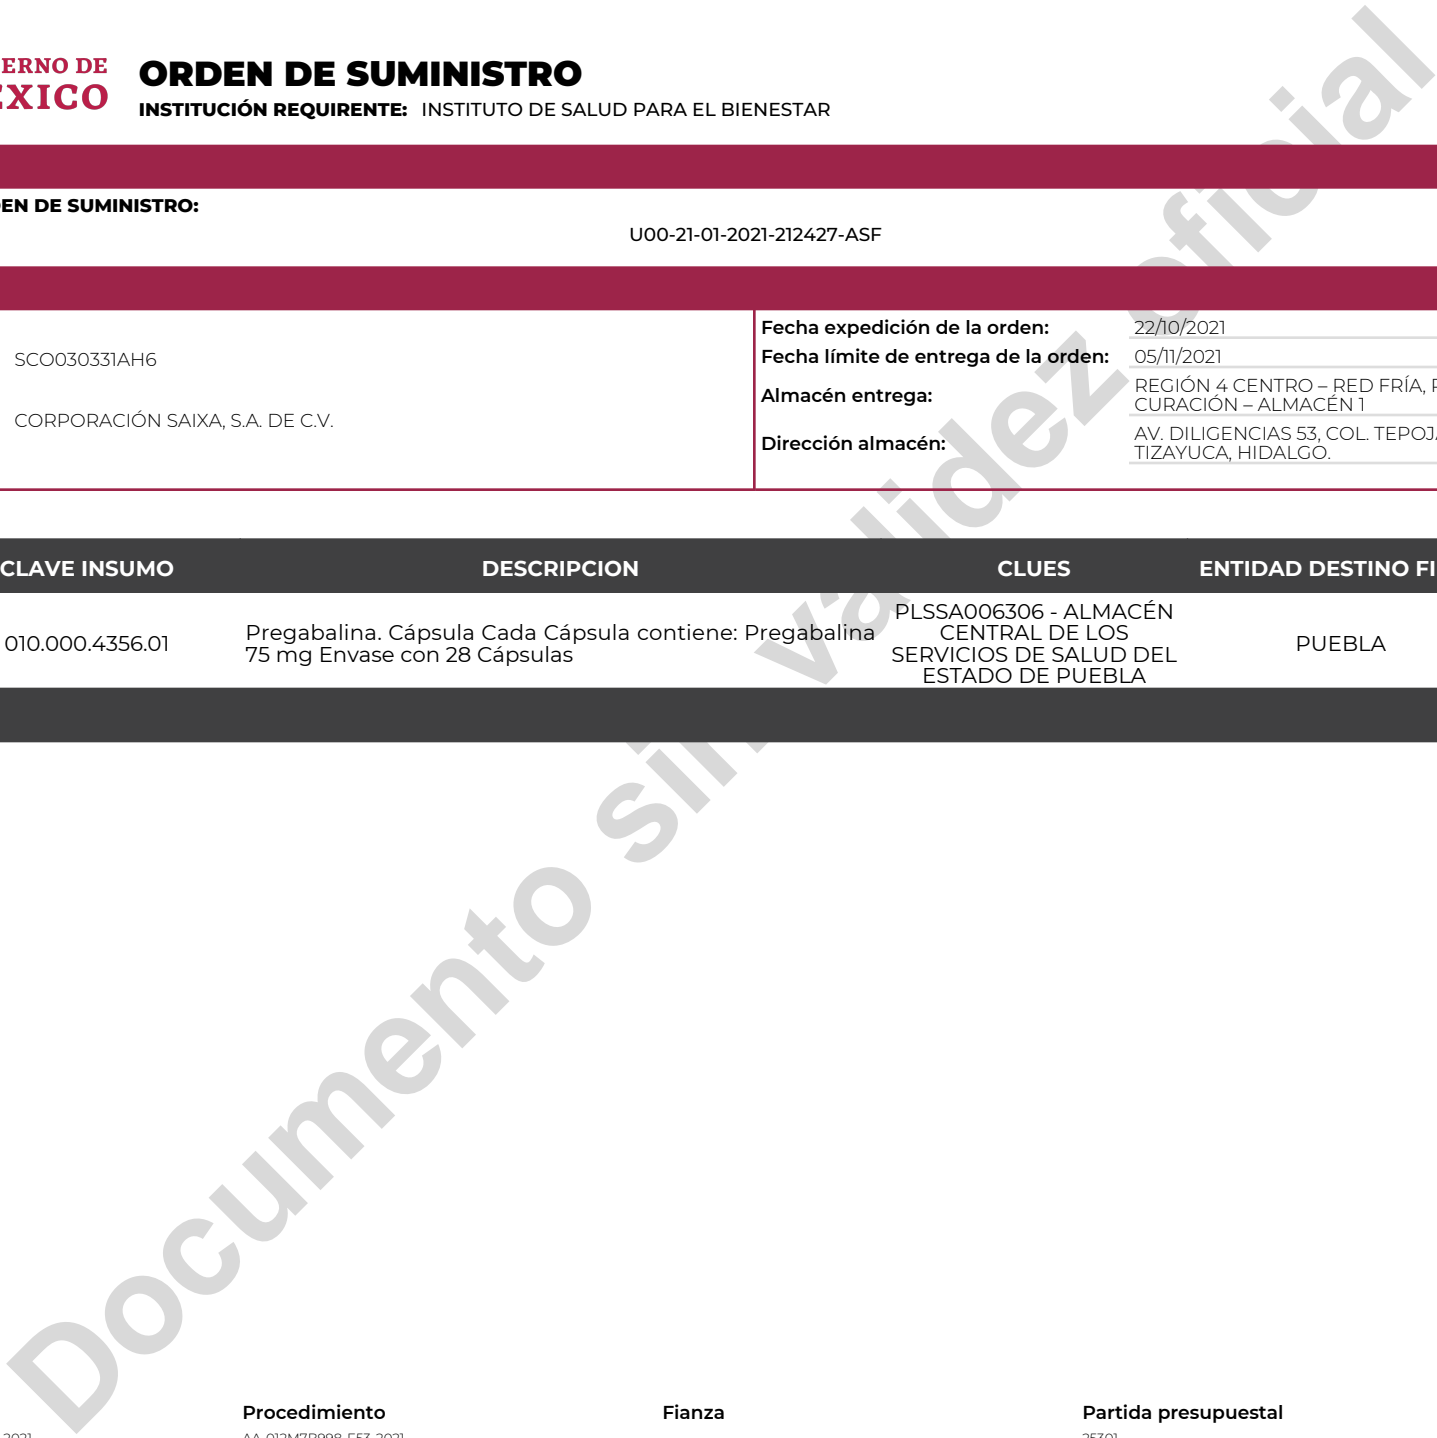 ERNO DE
ÉXICO
ORDEN DE SUMINISTRO
INSTITUCIÓN REQUIRENTE: INSTITUTO DE SALUD PARA EL BIENESTAR
EN DE SUMINISTRO:
U00-21-01-2021-212427-ASF
SCO030331AH6
CORPORACIÓN SAIXA, S.A. DE C.V.
Fecha expedición de la orden: 22/10/2021
Fecha límite de entrega de la orden: 05/11/2021
Almacén entrega: REGIÓN 4 CENTRO – RED FRÍA,
CURACIÓN – ALMACÉN 1
Dirección almacén: AV. DILIGENCIAS 53, COL. TEPOJA
TIZAYUCA, HIDALGO.
CLAVE INSUMO DESCRIPCION CLUES ENTIDAD DESTINO FI
010.000.4356.01
Pregabalina. Cápsula Cada Cápsula contiene: Pregabalina
75 mg Envase con 28 Cápsulas
PLSSA006306 - ALMACÉN
CENTRAL DE LOS
SERVICIOS DE SALUD DEL
ESTADO DE PUEBLA
PUEBLA
Documento sin validez oficial
Procedimiento Fianza Partida presupuestal